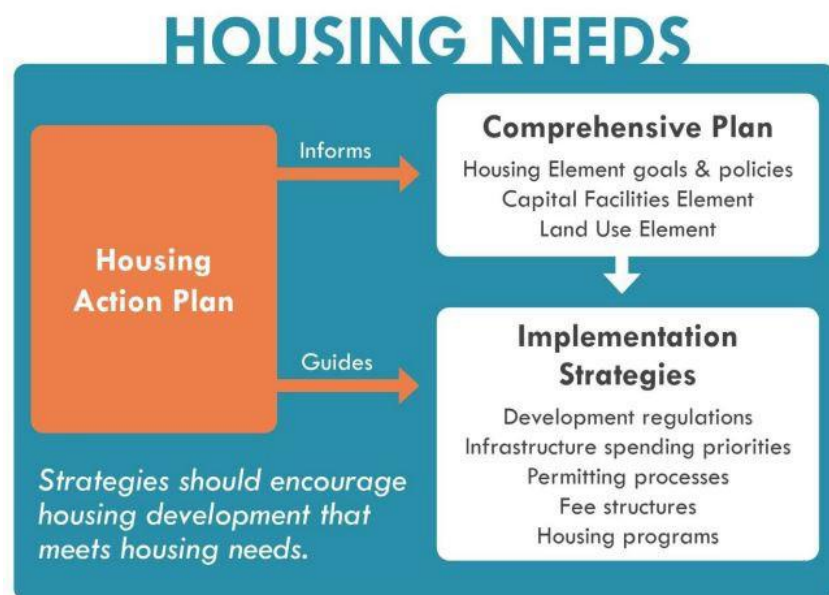 HOUSING NEEDS
Housing
Action Plan
Informs
Comprehensive Plan
Housing Element goals & policies
Capital Facilities Element
Land Use Element
Guides
Implementation
Strategies
Development regulations
Infrastructure spending priorities
Permitting processes
Fee structures
Housing programs
Strategies should encourage
housing development that
meets housing needs.